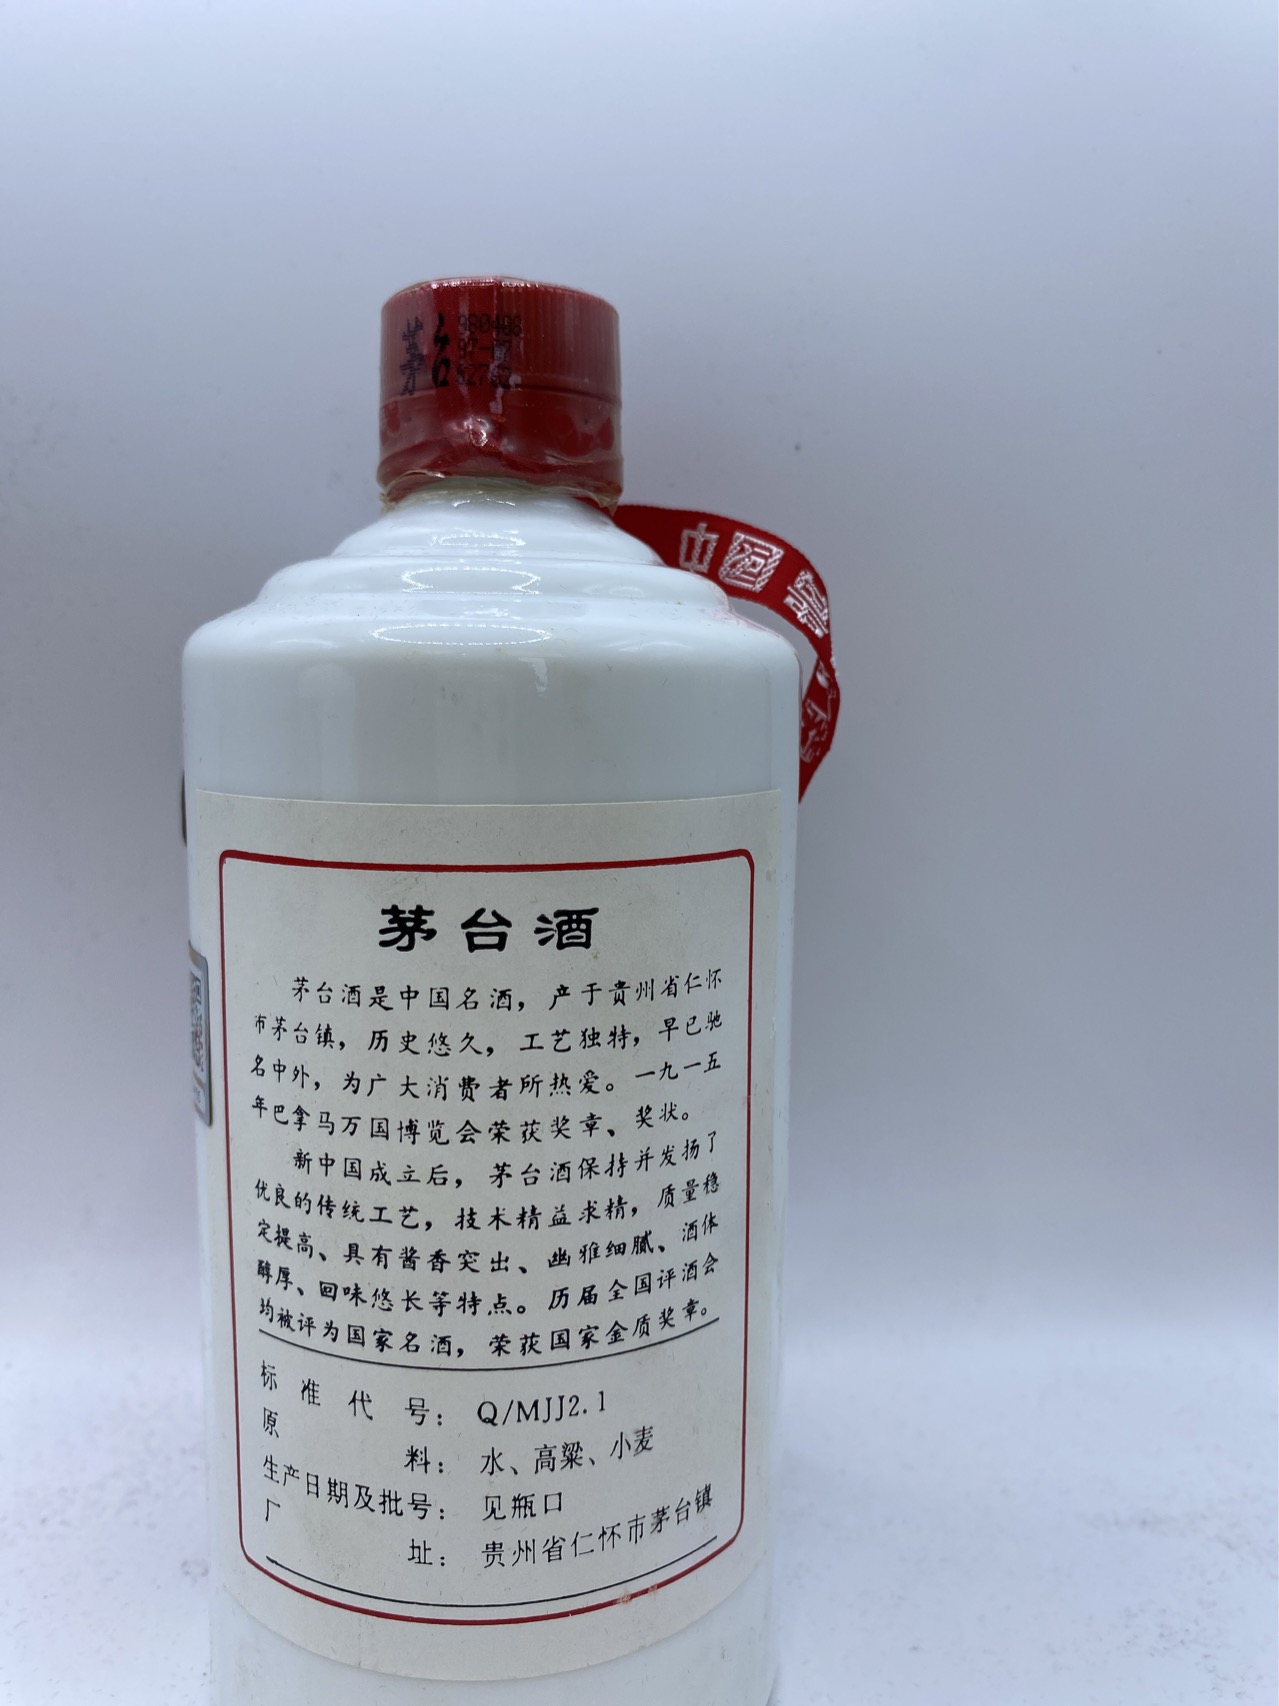 茅台
980408
中国 贵
茅台酒
茅台酒是中国名酒，产于贵州省仁怀
市茅台镇，历史悠久，工艺独特，早已驰
名中外，为广大消费者所热爱。一九一五
年巴拿马万国博览会荣获奖章、奖状。
新中国成立后，茅台酒保持并发扬了
优良的传统工艺，技术精益求精，质量稳
定提高、具有酱香突出、幽雅细腻、酒体
醇厚、回味悠长等特点。历届全国评酒会
均被评为国家名酒，荣获国家金质奖章。
标准代号：Q/MJJ2.1
原料：水、高粱、小麦
生产日期及批号：见瓶口
厂址：贵州省仁怀市茅台镇